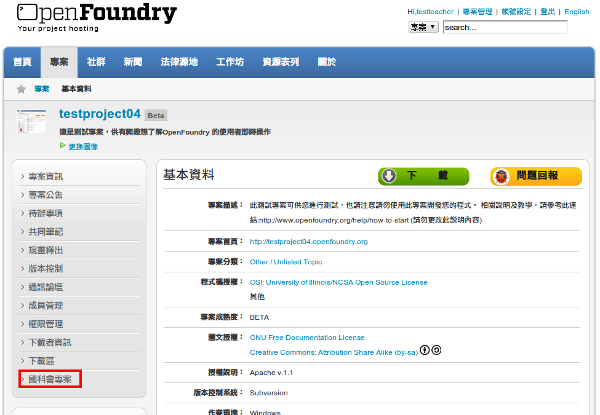 OpenFoundry
Your project hosting
Hi,testteacher | 專案管理 | 帳號設定 | 登出 | English
專案 search...
首頁 專案 社群 新聞 法律源地 工作坊 資源表列 關於
專案 基本資料
testproject04 Beta
這是測試專案，供有興趣想了解OpenFoundry 的使用者即時操作
更換圖像
專案資訊
專案公告
待辦事項
共同筆記
規畫釋出
版本控制
通訊論壇
成員管理
權限管理
下載者資訊
下載區
國科會專案
基本資料
下 載
問題回報
專案描述： 此測試專案可供您進行測試，也請注意請勿使用此專案開發您的程式。 相關說明及教學，請參考此連
結:http://www.openfoundry.org/help/how-to-start (請勿更改此說明內容)
專案首頁： http://testproject04.openfoundry.org
專案分類： Other / Unlisted Topic
程式碼授權： OSI: University of Illinois/NCSA Open Source License
其他
專案成熟度： BETA
圖文授權： GNU Free Documentation License
Creative Commons: Attribution Share Alike (by-sa)
授權說明： Apache v.1.1
版本控制系統： Subversion
作業環境： Windows,